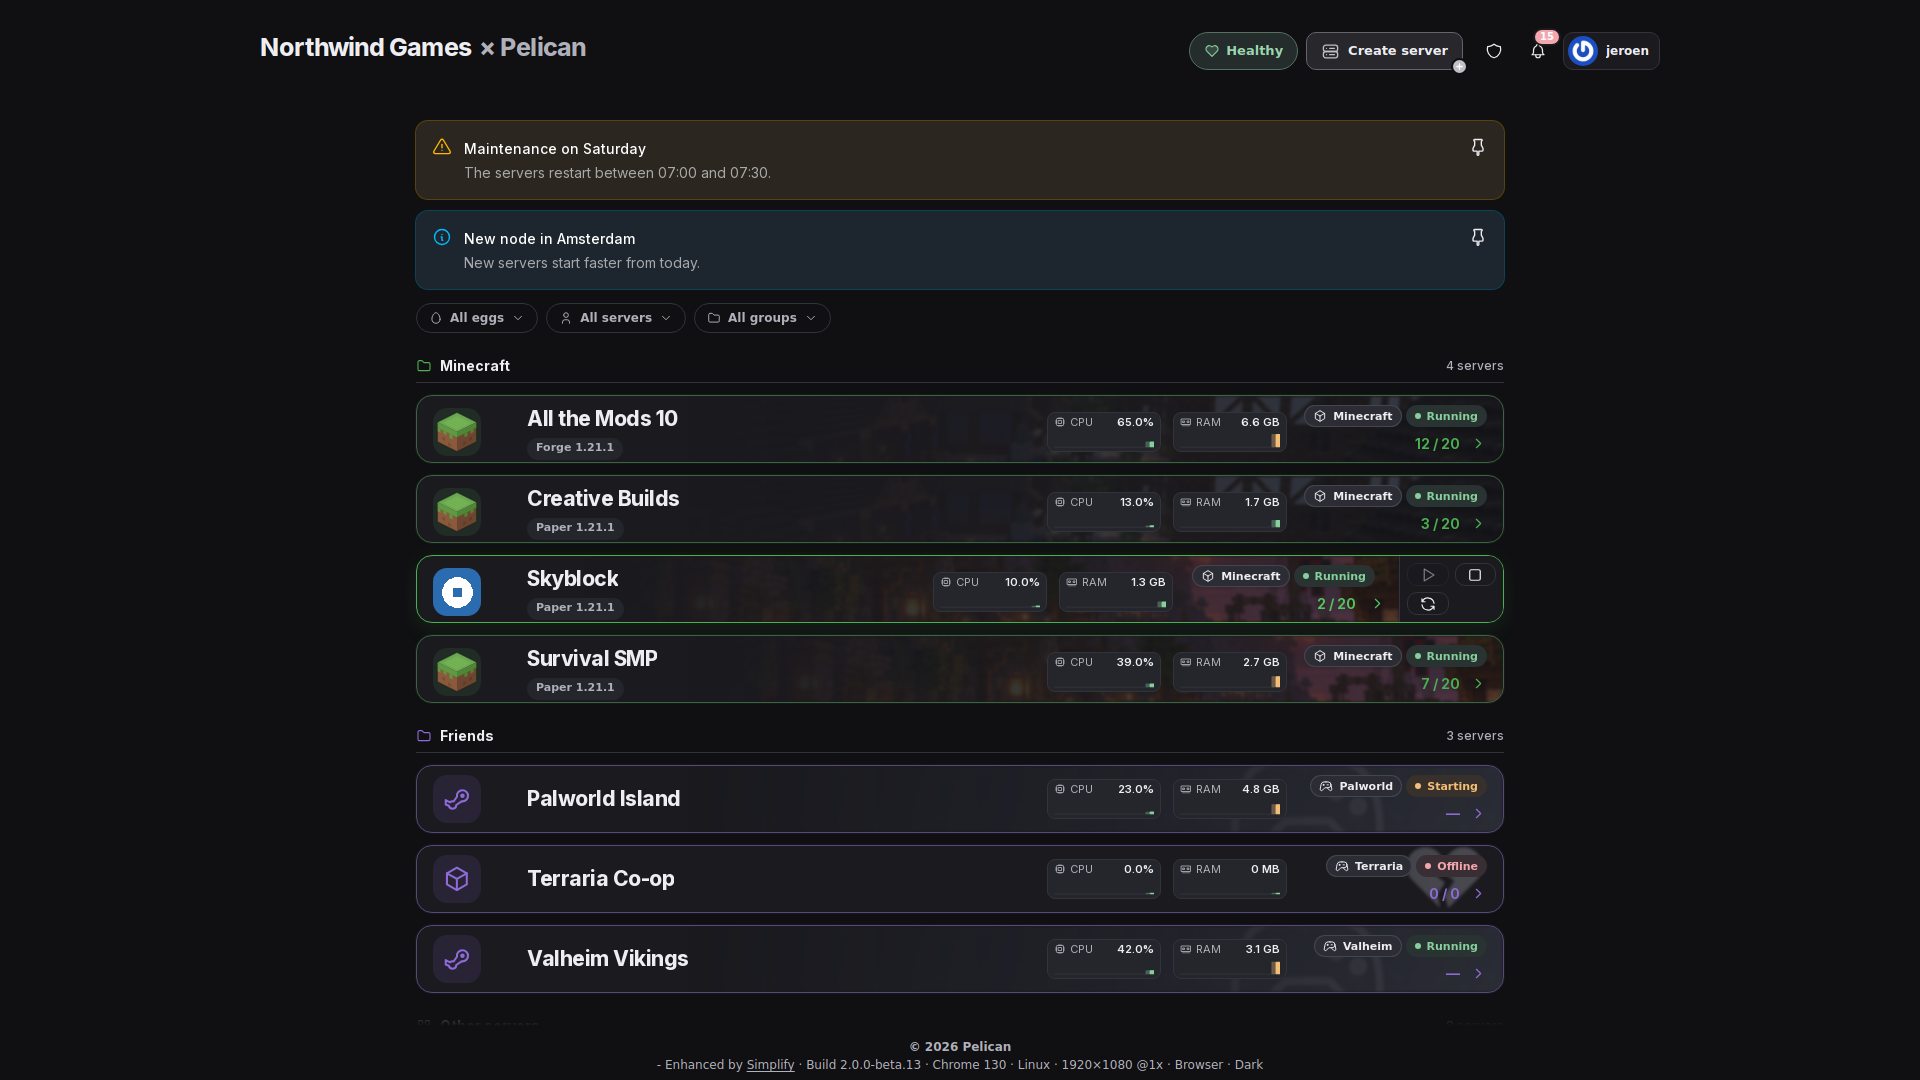 Northwind Games × Pelican
Healthy
Create server
15
jeroen
Maintenance on Saturday
The servers restart between 07:00 and 07:30.
New node in Amsterdam
New servers start faster from today.
All eggs
All servers
All groups
Minecraft
4 servers
All the Mods 10
Forge 1.21.1
CPU 65.0%
RAM 6.6 GB
Minecraft
Running
12 / 20
Creative Builds
Paper 1.21.1
CPU 13.0%
RAM 1.7 GB
Minecraft
Running
3 / 20
Skyblock
Paper 1.21.1
CPU 10.0%
RAM 1.3 GB
Minecraft
Running
2 / 20
Survival SMP
Paper 1.21.1
CPU 39.0%
RAM 2.7 GB
Minecraft
Running
7 / 20
Friends
3 servers
Palworld Island
CPU 23.0%
RAM 4.8 GB
Palworld
Starting
—
Terraria Co-op
CPU 0.0%
RAM 0 MB
Terraria
Offline
0 / 0
Valheim Vikings
CPU 42.0%
RAM 3.1 GB
Valheim
Running
—
© 2026 Pelican
- Enhanced by Simplify · Build 2.0.0-beta.13 · Chrome 130 · Linux · 1920×1080 @1x · Browser · Dark